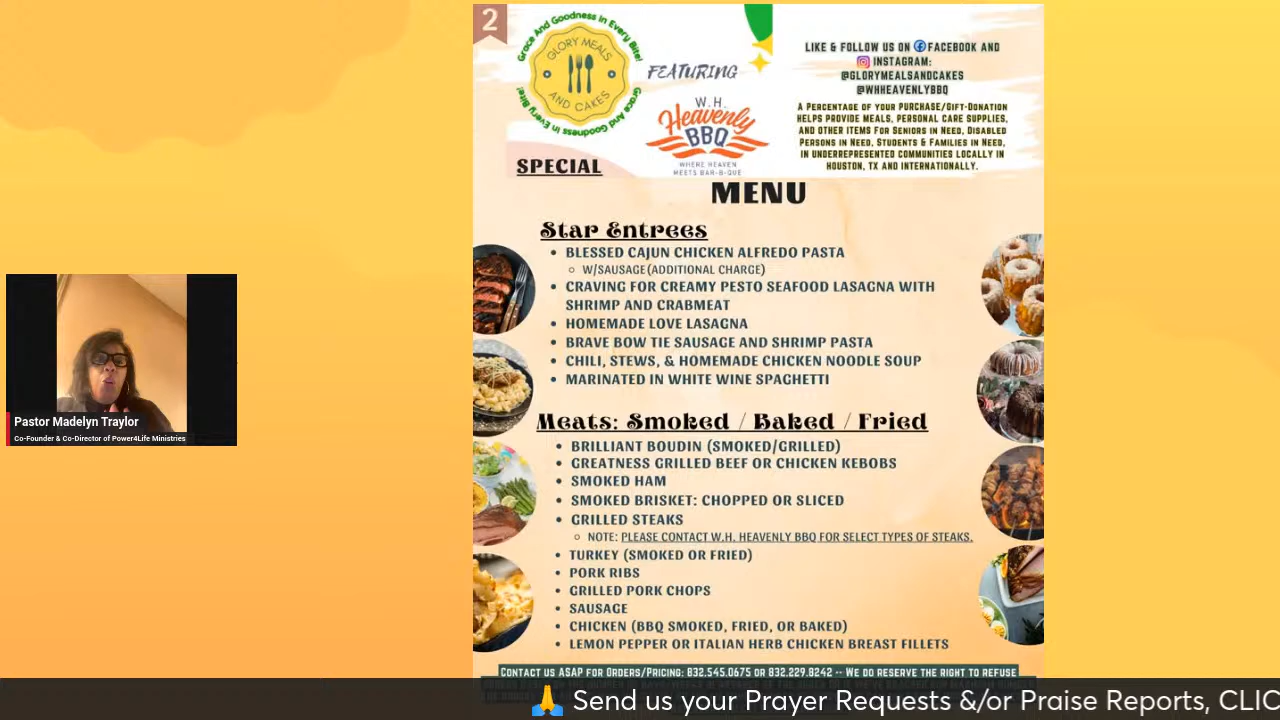 2
Grace And Goodness in Every Bite!
GLORY MEALS
AND CAKES
Grace And Goodness in Every Bite!
FEATURING
W.H.
Heavenly
BBQ
WHERE HEAVEN
MEETS BAR-B-QUE
LIKE & FOLLOW US ON FACEBOOK AND
INSTAGRAM:
@GLORYMEALSANDCAKES
@WHHEAVENLYBBQ
A PERCENTAGE OF YOUR PURCHASE/GIFT-DONATION
HELPS PROVIDE MEALS, PERSONAL CARE SUPPLIES,
AND OTHER ITEMS FOR SENIORS IN NEED, DISABLED
PERSONS IN NEED, STUDENTS & FAMILIES IN NEED,
IN UNDERREPRESENTED COMMUNITIES LOCALLY IN
HOUSTON, TX AND INTERNATIONALLY.
SPECIAL
MENU
Star Entrees
• BLESSED CAJUN CHICKEN ALFREDO PASTA
◦ W/SAUSAGE(ADDITIONAL CHARGE)
• CRAVING FOR CREAMY PESTO SEAFOOD LASAGNA WITH
SHRIMP AND CRABMEAT
• HOMEMADE LOVE LASAGNA
• BRAVE BOW TIE SAUSAGE AND SHRIMP PASTA
• CHILI, STEWS, & HOMEMADE CHICKEN NOODLE SOUP
• MARINATED IN WHITE WINE SPAGHETTI
Meats: Smoked / Baked / Fried
• BRILLIANT BOUDIN (SMOKED/GRILLED)
• GREATNESS GRILLED BEEF OR CHICKEN KEBOBS
• SMOKED HAM
• SMOKED BRISKET: CHOPPED OR SLICED
• GRILLED STEAKS
◦ NOTE: PLEASE CONTACT W.H. HEAVENLY BBQ FOR SELECT TYPES OF STEAKS.
• TURKEY (SMOKED OR FRIED)
• PORK RIBS
• GRILLED PORK CHOPS
• SAUSAGE
• CHICKEN (BBQ SMOKED, FRIED, OR BAKED)
• LEMON PEPPER OR ITALIAN HERB CHICKEN BREAST FILLETS
CONTACT US ASAP FOR ORDERS/PRICING: 832.545.0675 OR 832.229.8242 -- WE DO RESERVE THE RIGHT TO REFUSE
Pastor Madelyn Traylor
Co-Founder & Co-Director of Power4Life Ministries
🙏 Send us your Prayer Requests &/or Praise Reports, CLIC